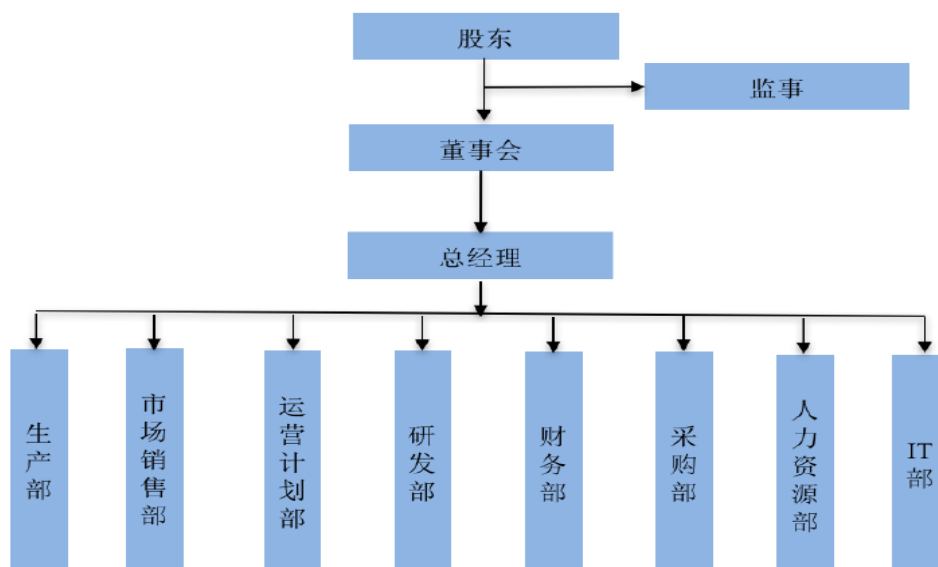 股东
监事
董事会
总经理
生产部
市场销售部
运营计划部
研发部
财务部
采购部
人力资源部
IT部